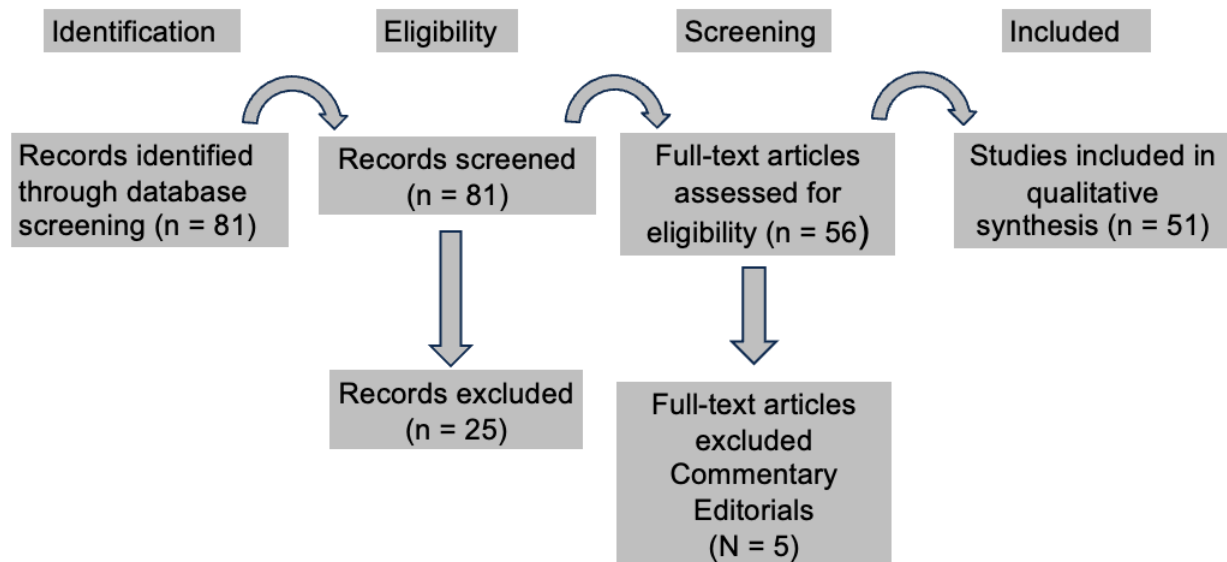 Identification
Eligibility
Screening
Included
Records identified
through database
screening (n = 81)
Records screened
(n = 81)
Full-text articles
assessed for
eligibility (n = 56)
Studies included in
qualitative
synthesis (n = 51)
Records excluded
(n = 25)
Full-text articles
excluded
Commentary
Editorials
(N = 5)